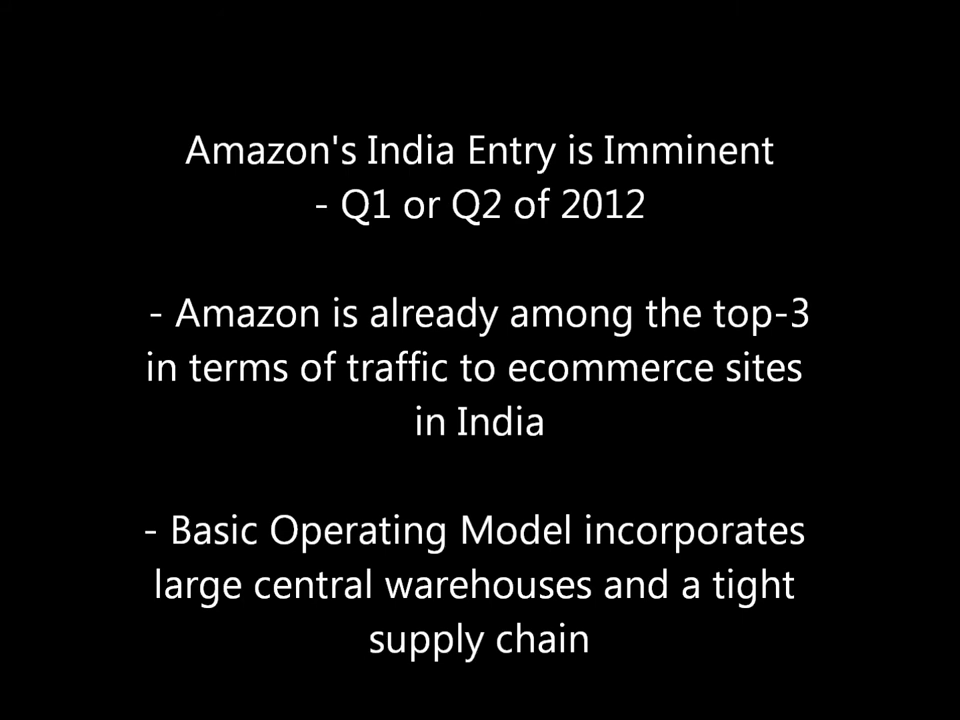 Amazon's India Entry is Imminent
- Q1 or Q2 of 2012
- Amazon is already among the top-3
in terms of traffic to ecommerce sites
in India
- Basic Operating Model incorporates
large central warehouses and a tight
supply chain